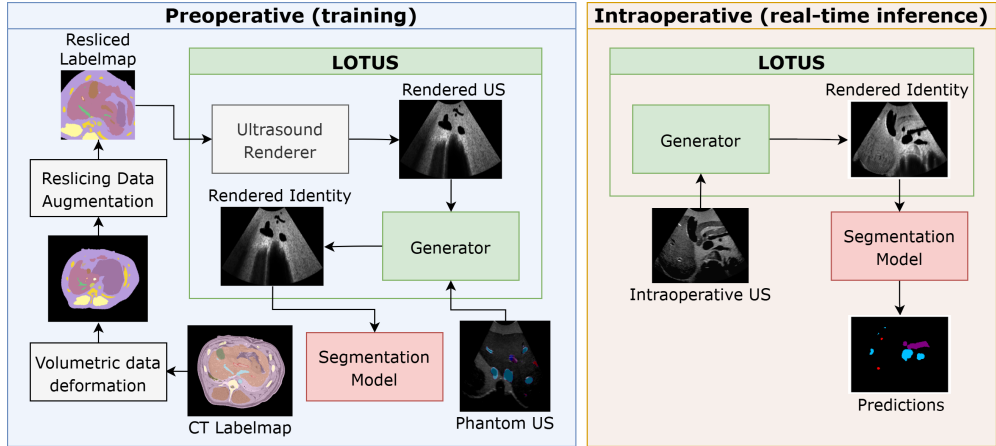 Preoperative (training)
Resliced
Labelmap
LOTUS
Ultrasound
Renderer
Rendered US
Reslicing Data
Augmentation
Rendered Identity
Generator
Volumetric data
deformation
CT Labelmap
Segmentation
Model
Phantom US
Intraoperative (real-time inference)
LOTUS
Rendered Identity
Generator
Intraoperative US
Segmentation
Model
Predictions